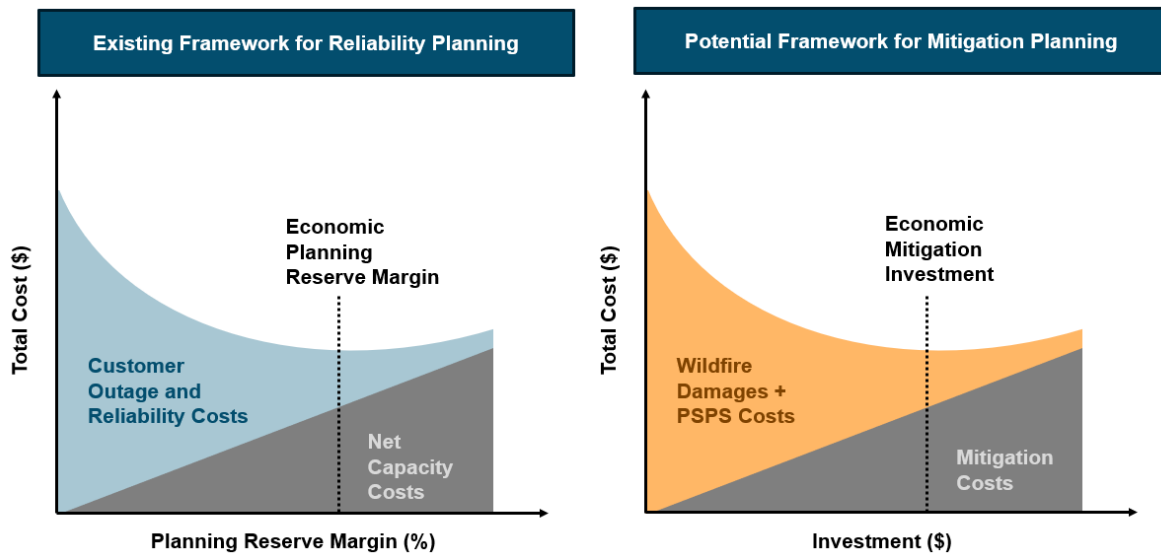 Existing Framework for Reliability Planning
Total Cost ($)
Economic
Planning
Reserve Margin
Customer
Outage and
Reliability Costs
Net
Capacity
Costs
Planning Reserve Margin (%)
Potential Framework for Mitigation Planning
Total Cost ($)
Economic
Mitigation
Investment
Wildfire
Damages +
PSPS Costs
Mitigation
Costs
Investment ($)